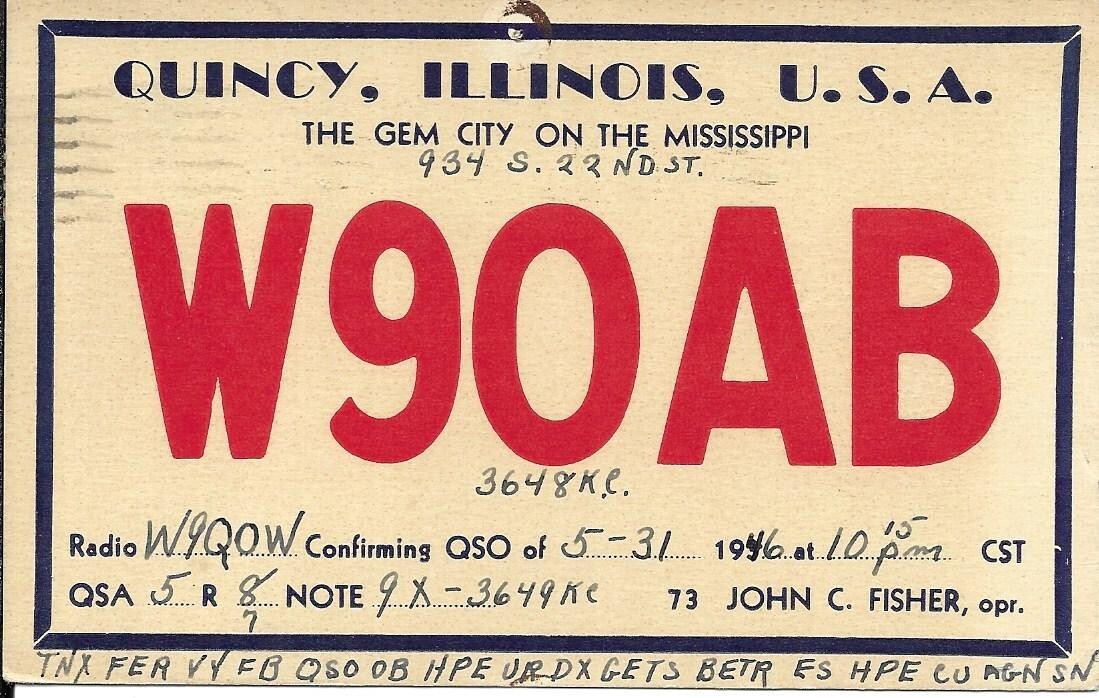 QUINCY, ILLINOIS, U.S.A.
THE GEM CITY ON THE MISSISSIPPI
934 S. 22ND ST.
W9OAB
3648 K.C.
Radio W9QOW Confirming QSO of 5-31 1946 at 10 15 pm CST
QSA 5 R 8 NOTE 9X-3649 KC 73 JOHN C. FISHER, opr.
7
TNX FER VY FB QSO OB HPE UR DX GETS BETR ES HPE CU AGN SN